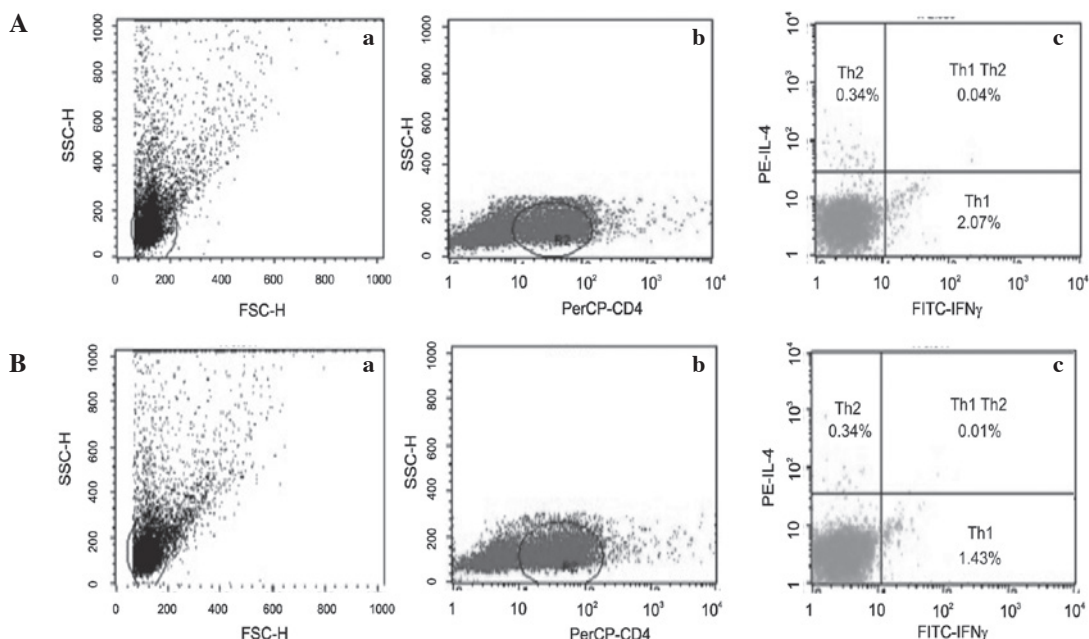 A
a
1000
800
600
400
200
0
SSC-H
0 200 400 600 800 1000
FSC-H
b
1000
800
600
400
200
0
SSC-H
R2
1 10 10² 10³ 10⁴
PerCP-CD4
c
10⁴
10³
10²
10
1
PE-IL-4
Th2
0.34%
Th1 Th2
0.04%
Th1
2.07%
1 10 10² 10³ 10⁴
FITC-IFNγ
B
a
1000
800
600
400
200
0
SSC-H
0 200 400 600 800 1000
FSC-H
b
1000
800
600
400
200
0
SSC-H
1 10 10² 10³ 10⁴
PerCP-CD4
c
10⁴
10³
10²
10
1
PE-IL-4
Th2
0.34%
Th1 Th2
0.01%
Th1
1.43%
1 10 10² 10³ 10⁴
FITC-IFNγ